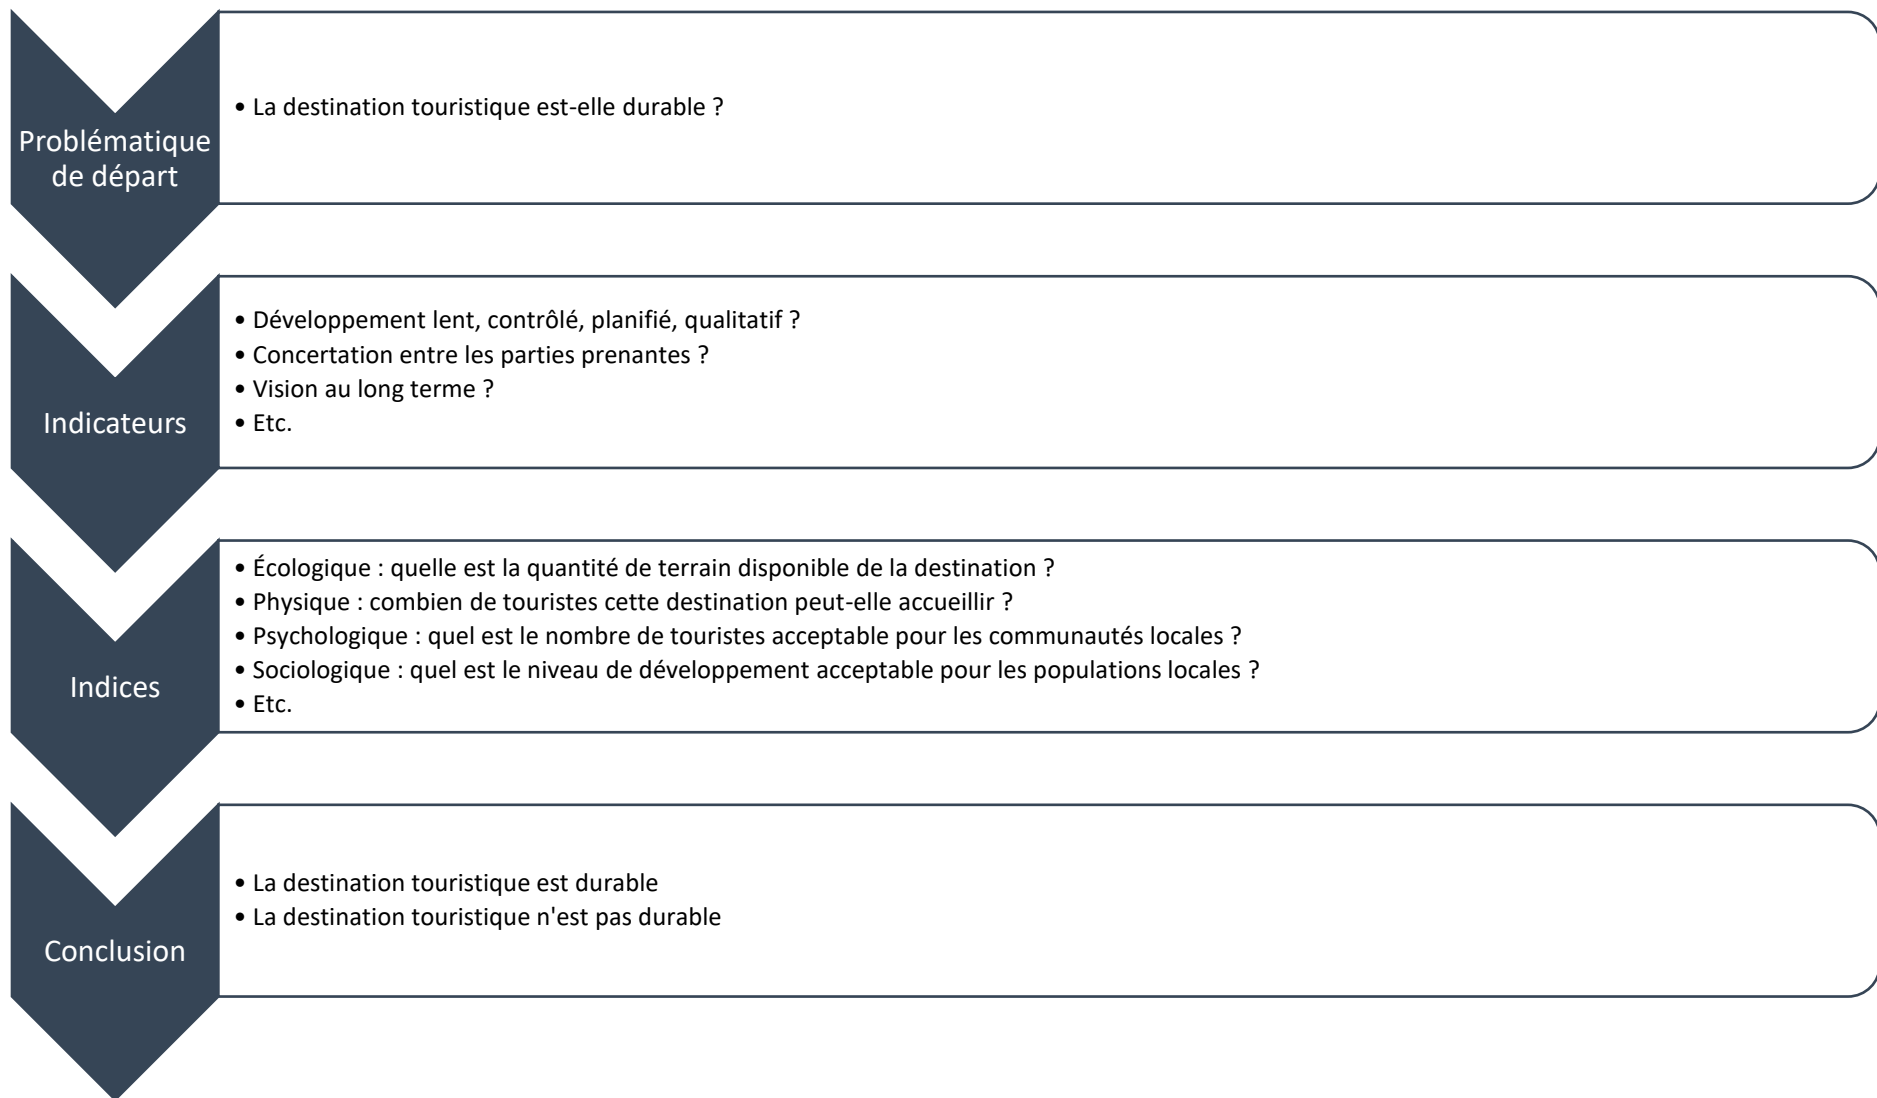 Problématique
de départ
• La destination touristique est-elle durable ?
Indicateurs
• Développement lent, contrôlé, planifié, qualitatif ?
• Concertation entre les parties prenantes ?
• Vision au long terme ?
• Etc.
Indices
• Écologique : quelle est la quantité de terrain disponible de la destination ?
• Physique : combien de touristes cette destination peut-elle accueillir ?
• Psychologique : quel est le nombre de touristes acceptable pour les communautés locales ?
• Sociologique : quel est le niveau de développement acceptable pour les populations locales ?
• Etc.
Conclusion
• La destination touristique est durable
• La destination touristique n'est pas durable